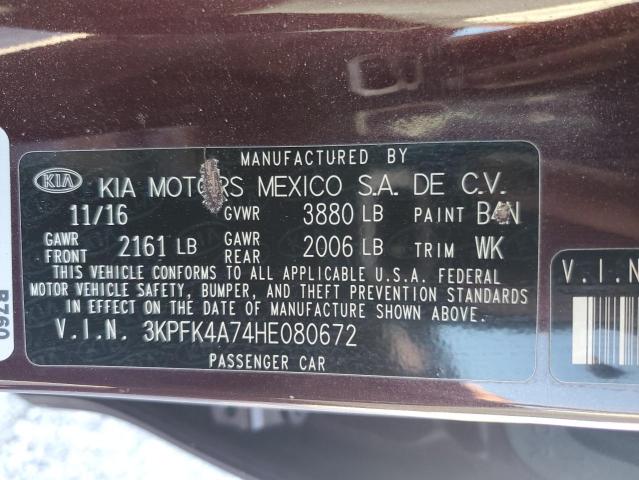 MANUFACTURED BY
KIA KIA MOTORS MEXICO S.A. DE C.V.
11/16 GVWR 3880 LB PAINT B4N
GAWR FRONT 2161 LB GAWR REAR 2006 LB TRIM WK
THIS VEHICLE CONFORMS TO ALL APPLICABLE U.S.A. FEDERAL
MOTOR VEHICLE SAFETY, BUMPER, AND THEFT PREVENTION STANDARDS
IN EFFECT ON THE DATE OF MANUFACTURE SHOWN ABOVE.
V.I.N. 3KPFK4A74HE080672
PASSENGER CAR
V.I.N
B760